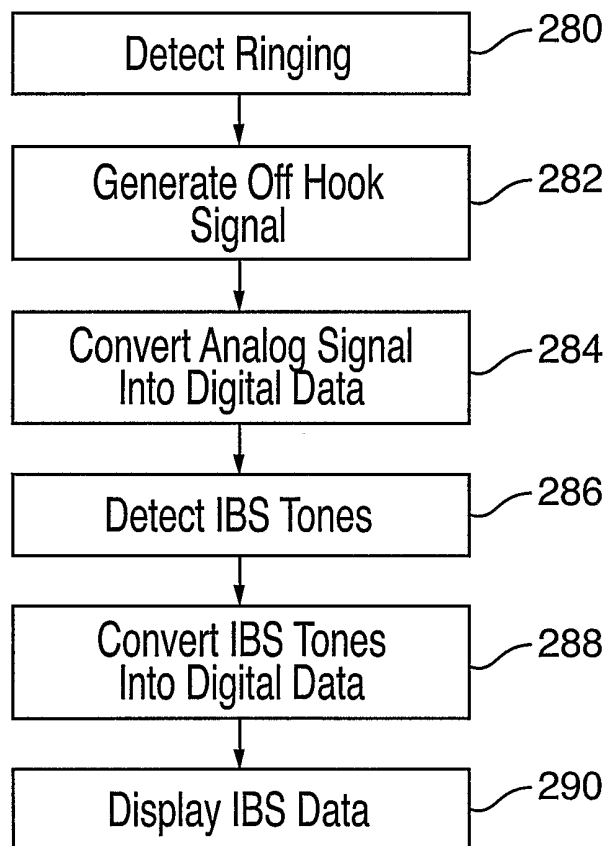 Detect Ringing
280
Generate Off Hook
Signal
282
Convert Analog Signal
Into Digital Data
284
Detect IBS Tones
286
Convert IBS Tones
Into Digital Data
288
Display IBS Data
290